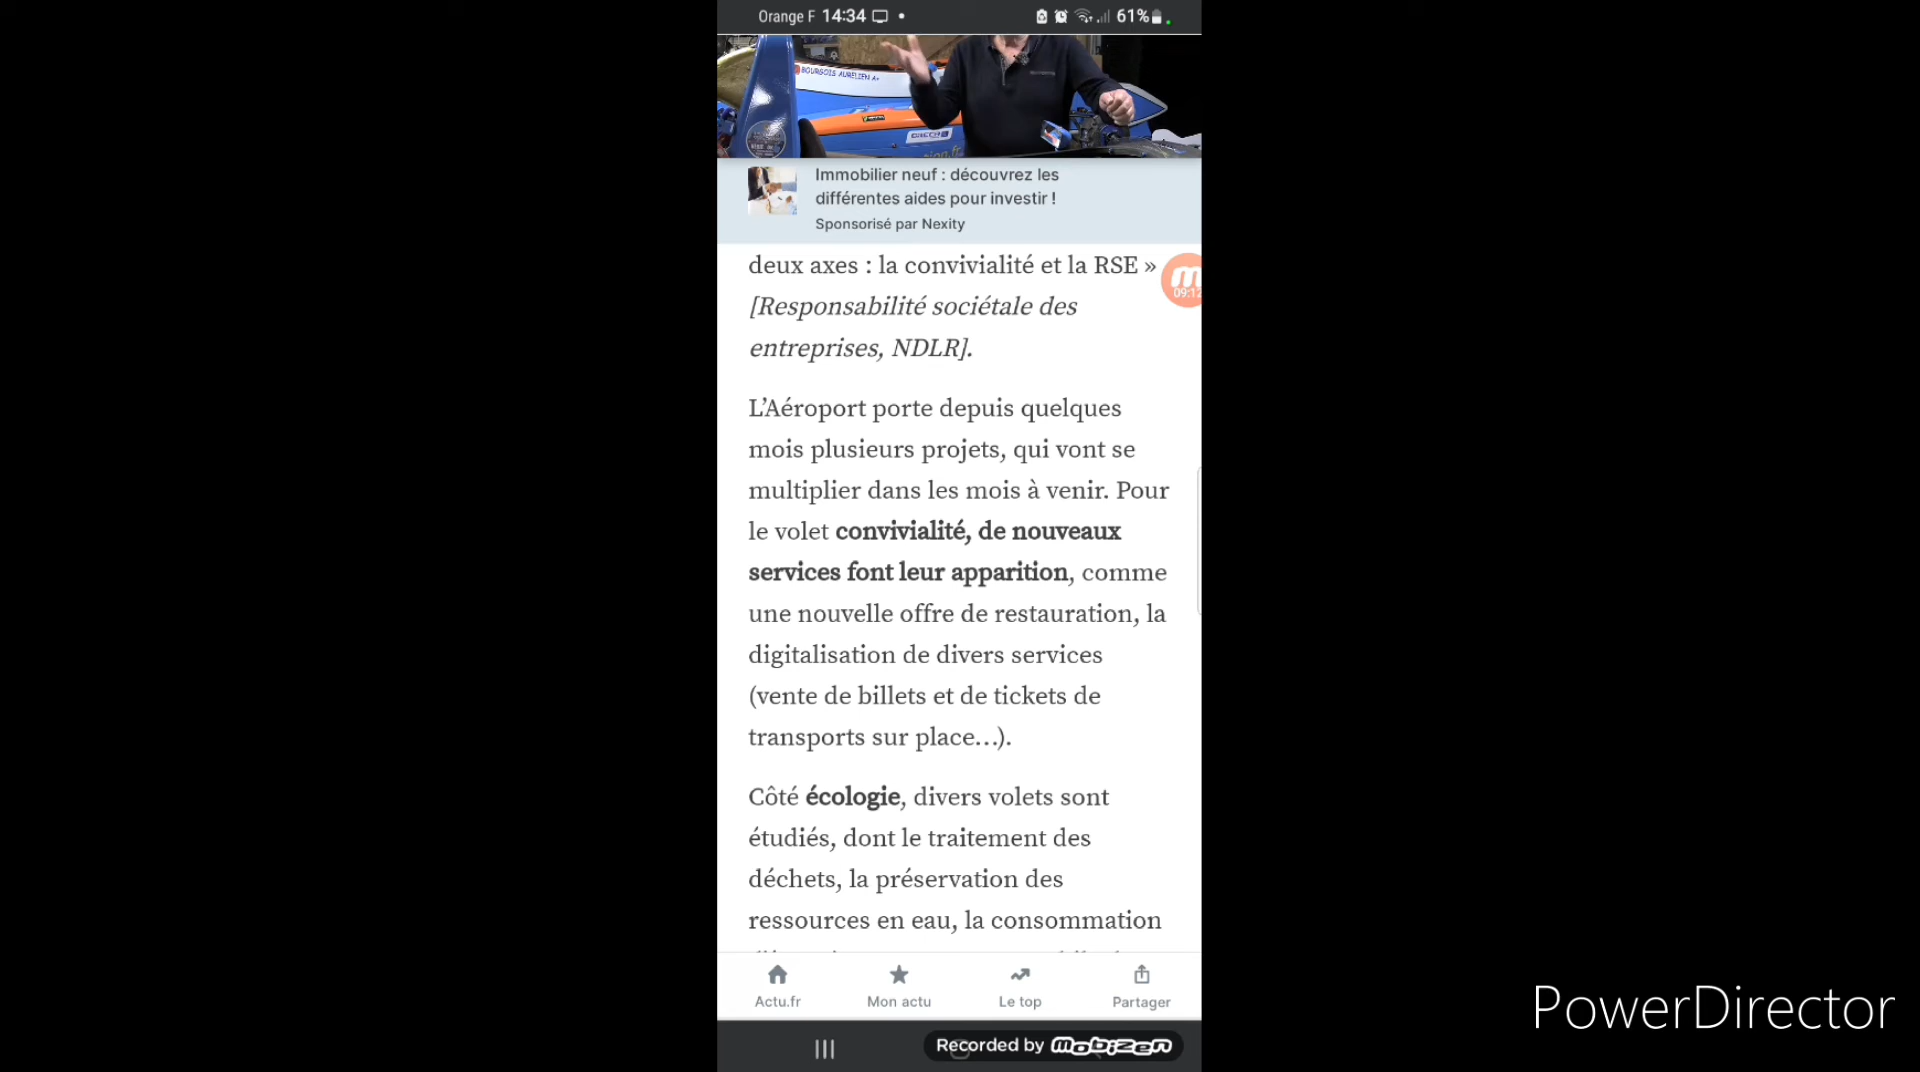 Orange F 14:34
61%
BOURGOIS AURELIEN A+
Immobilier neuf : découvrez les
différentes aides pour investir !
Sponsorisé par Nexity
deux axes : la convivialité et la RSE »
[Responsabilité sociétale des
entreprises, NDLR].
09:12
L’Aéroport porte depuis quelques
mois plusieurs projets, qui vont se
multiplier dans les mois à venir. Pour
le volet convivialité, de nouveaux
services font leur apparition, comme
une nouvelle offre de restauration, la
digitalisation de divers services
(vente de billets et de tickets de
transports sur place…).
Côté écologie, divers volets sont
étudiés, dont le traitement des
déchets, la préservation des
ressources en eau, la consommation
Actu.fr Mon actu Le top Partager
Recorded by mobizen
PowerDirector